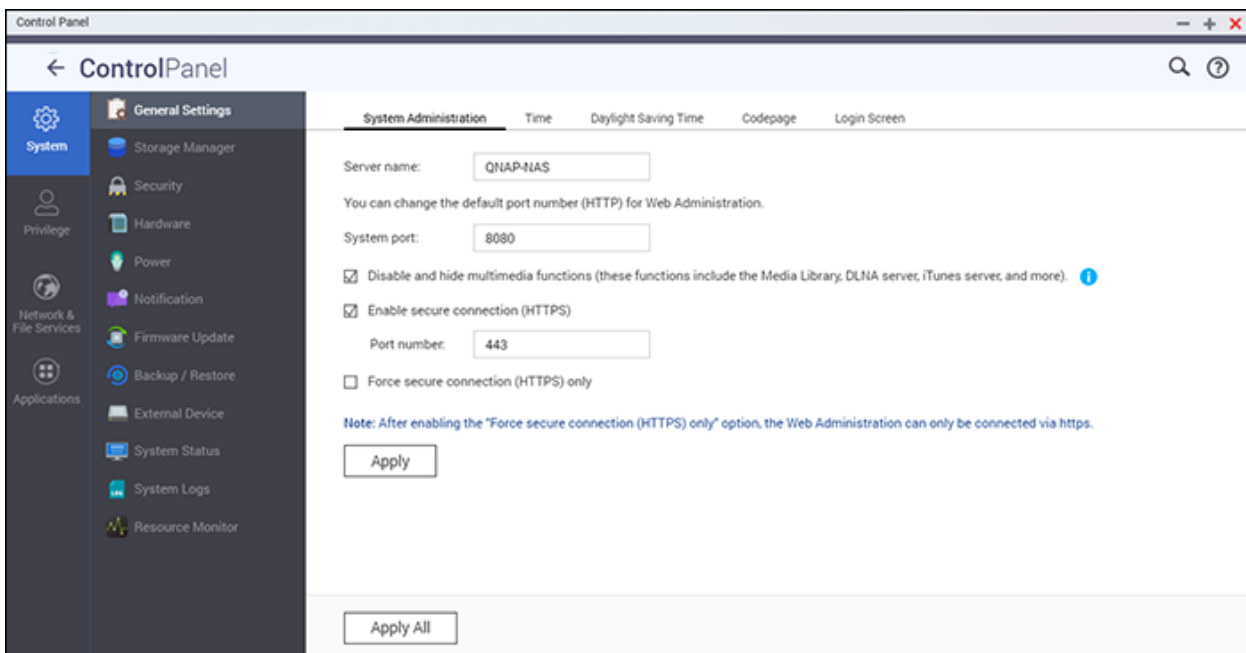 Control Panel
ControlPanel
System
Privilege
Network &
File Services
Applications
General Settings
Storage Manager
Security
Hardware
Power
Notification
Firmware Update
Backup / Restore
External Device
System Status
System Logs
Resource Monitor
System Administration Time Daylight Saving Time Codepage Login Screen
Server name: QNAP-NAS
You can change the default port number (HTTP) for Web Administration.
System port: 8080
Disable and hide multimedia functions (these functions include the Media Library, DLNA server, iTunes server, and more).
Enable secure connection (HTTPS)
Port number: 443
Force secure connection (HTTPS) only
Note: After enabling the "Force secure connection (HTTPS) only" option, the Web Administration can only be connected via https.
Apply
Apply All